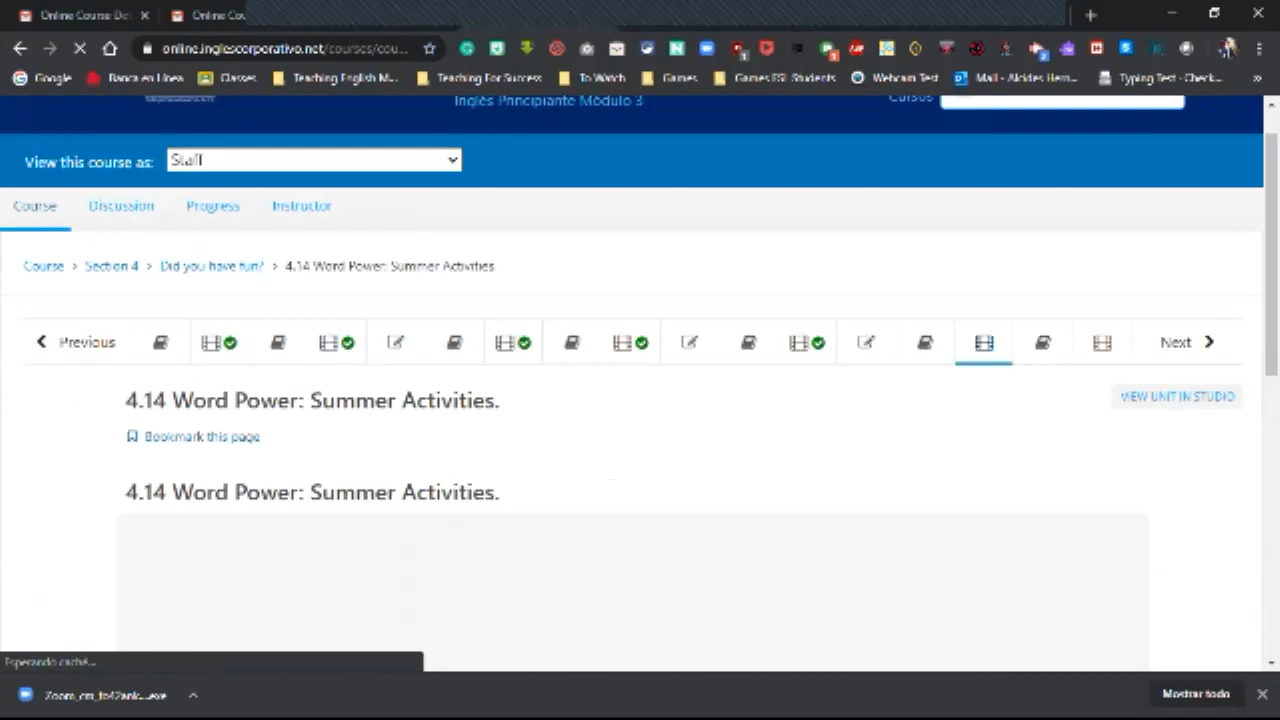 Online Course De
Online Cou
online.inglescorporativo.net/courses/cou...
Google
Banca en Linea
Classes
Teaching English M...
Teaching For Success
To Watch
Games
Games ESL Students
Webcam Test
Mail - Alcides Hern...
Typing Test - Check...
»
Inglés Principiante Módulo 3
Cursos
View this course as:
Staff
Course
Discussion
Progress
Instructor
Course > Section 4 > Did you have fun? > 4.14 Word Power: Summer Activities.
Previous
Next
4.14 Word Power: Summer Activities.
VIEW UNIT IN STUDIO
Bookmark this page
4.14 Word Power: Summer Activities.
Esperando caché...
Mostrar todo